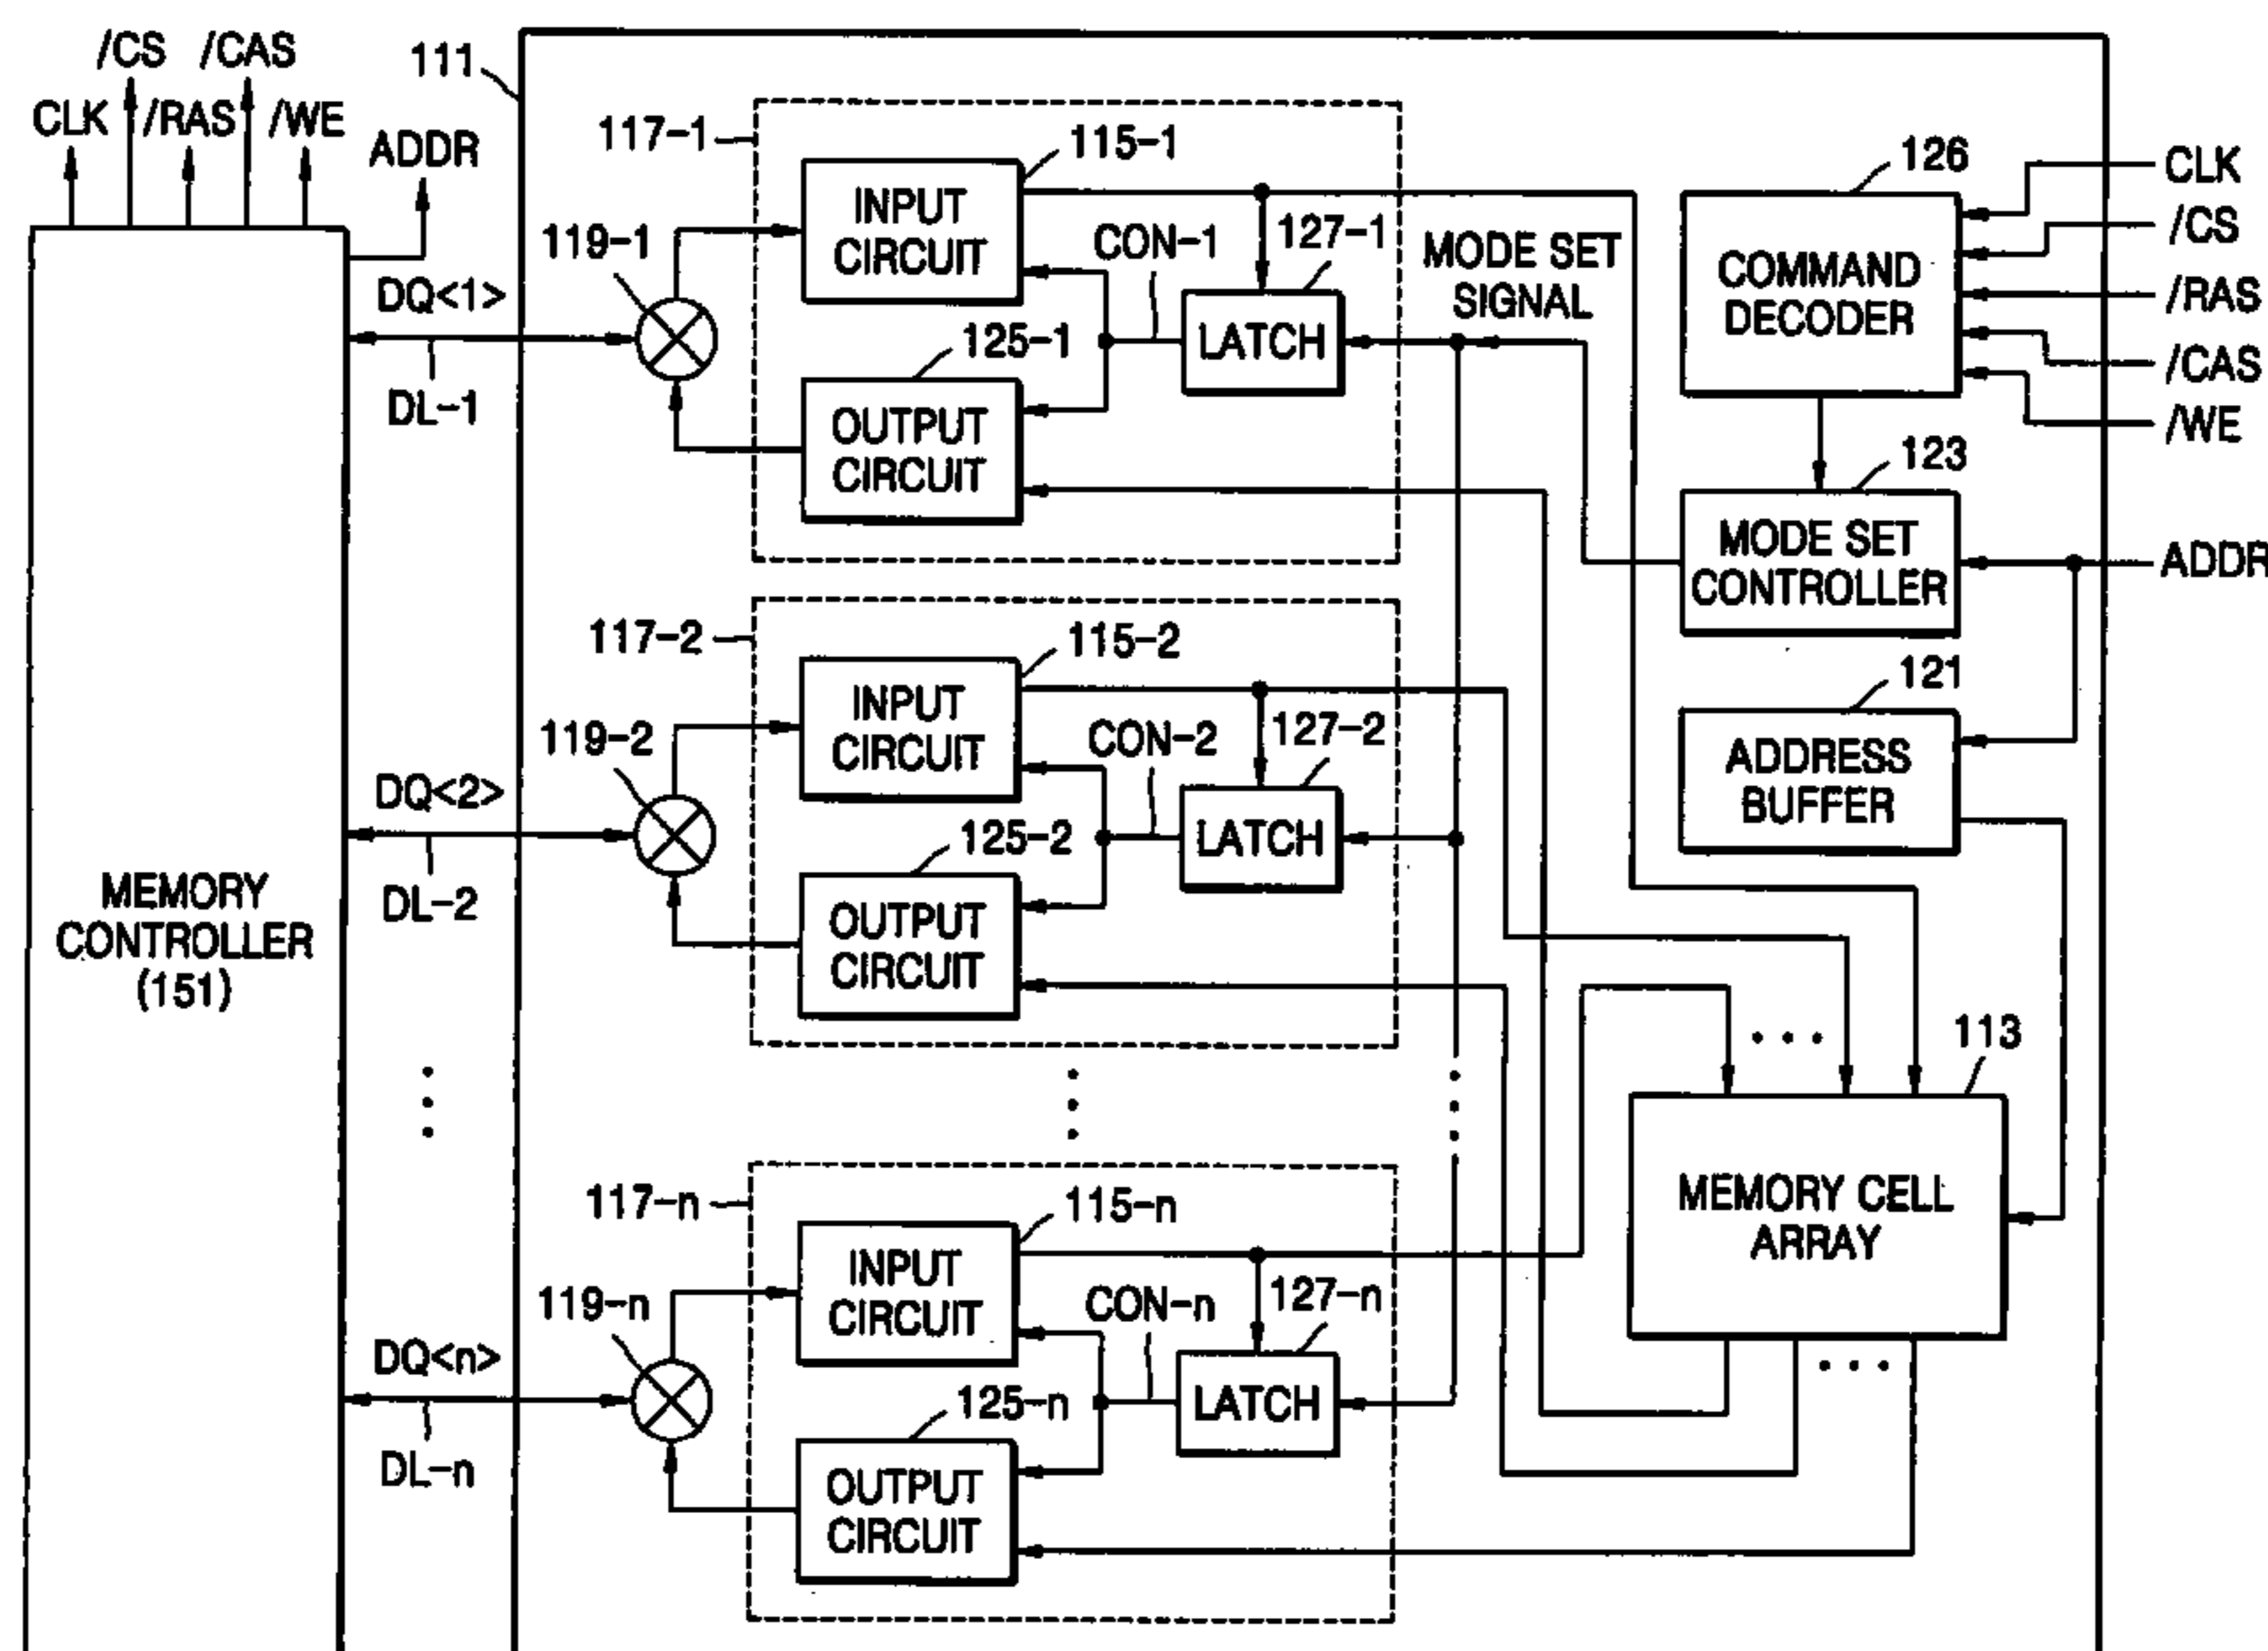 /CS /CAS
CLK /RAS /WE
ADDR
111
117-1
115-1
INPUT
CIRCUIT
119-1
CON-1
127-1
MODE SET
SIGNAL
DQ<1>
DL-1
125-1
LATCH
OUTPUT
CIRCUIT
126
COMMAND
DECODER
CLK
/CS
/RAS
/CAS
/WE
123
MODE SET
CONTROLLER
ADDR
117-2
115-2
INPUT
CIRCUIT
119-2
CON-2
127-2
DQ<2>
DL-2
125-2
LATCH
OUTPUT
CIRCUIT
121
ADDRESS
BUFFER
MEMORY
CONTROLLER
(151)
113
MEMORY CELL
ARRAY
117-n
115-n
INPUT
CIRCUIT
119-n
CON-n
127-n
DQ<n>
DL-n
125-n
LATCH
OUTPUT
CIRCUIT